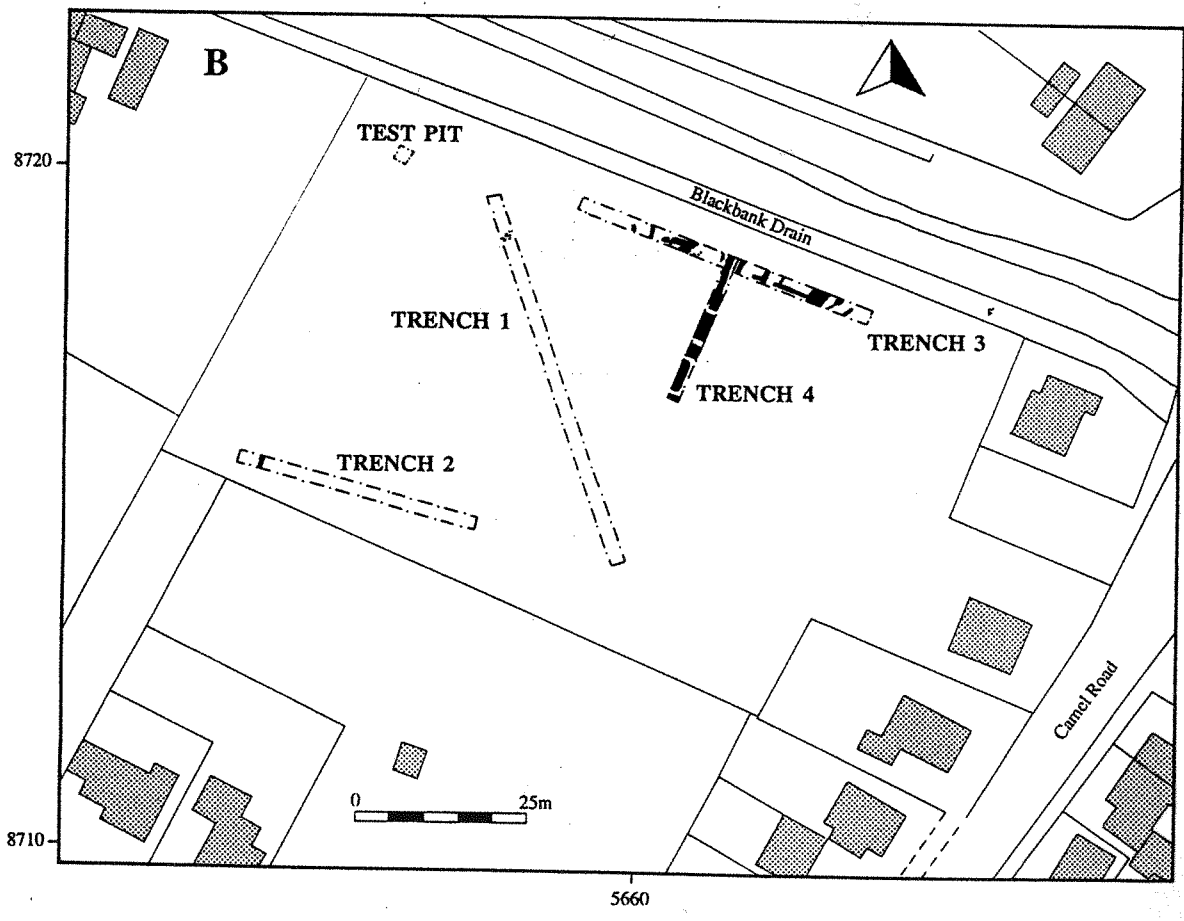 B
TEST PIT
8720
Blackbank Drain
TRENCH 1
TRENCH 3
TRENCH 4
TRENCH 2
Camel Road
0 25m
8710
5660